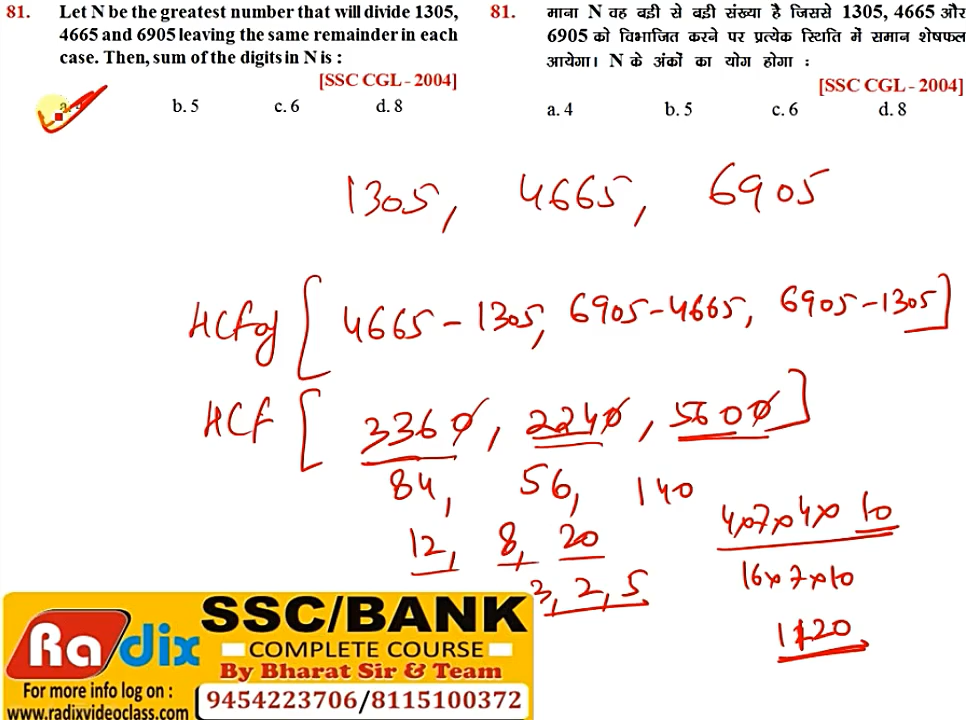 81. Let N be the greatest number that will divide 1305,
4665 and 6905 leaving the same remainder in each
case. Then, sum of the digits in N is :
[SSC CGL - 2004]
b. 5 c. 6 d. 8
81. माना N वह बड़ी से बड़ी संख्या है जिससे 1305, 4665 और
6905 को विभाजित करने पर प्रत्येक स्थिति में समान शेषफल
आयेगा। N के अंकों का योग होगा :
[SSC CGL - 2004]
a. 4 b. 5 c. 6 d. 8
1305, 4665, 6905
HCf of [ 4665 - 1305, 6905 - 4665, 6905 - 1305 ]
HCf [ 3360, 2240, 5600 ]
84, 56, 140
12, 8, 20
3, 2, 5
4×7×4×10
16×7×10
1120
Radix
For more info log on :
www.radixvideoclass.com
SSC/BANK
COMPLETE COURSE
By Bharat Sir & Team
9454223706/8115100372